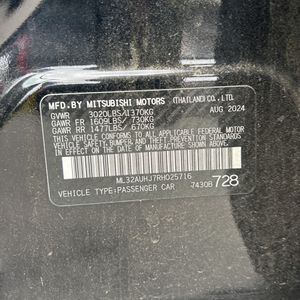 MFD.BY MITSUBISHI MOTORS (THAILAND) CO., LTD.
GVWR 3020LBS/1370KG AUG 2024
GAWR FR 1609LBS/ 730KG
GAWR RR 1477LBS/ 670KG
THIS VEHICLE CONFORMS TO ALL APPLICABLE
FEDERAL MOTOR VEHICLE SAFETY, BUMPER,
AND THEFT PREVENTION STANDARDS IN EFFECT
ON THE DATE OF MANUFACTURE SHOWN ABOVE.
ML32AUHJ7RH025716
VEHICLE TYPE:PASSENGER CAR 7430B728